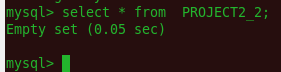 mysql> select * from  PROJECT2_2;
Empty set (0.05 sec)
mysql>